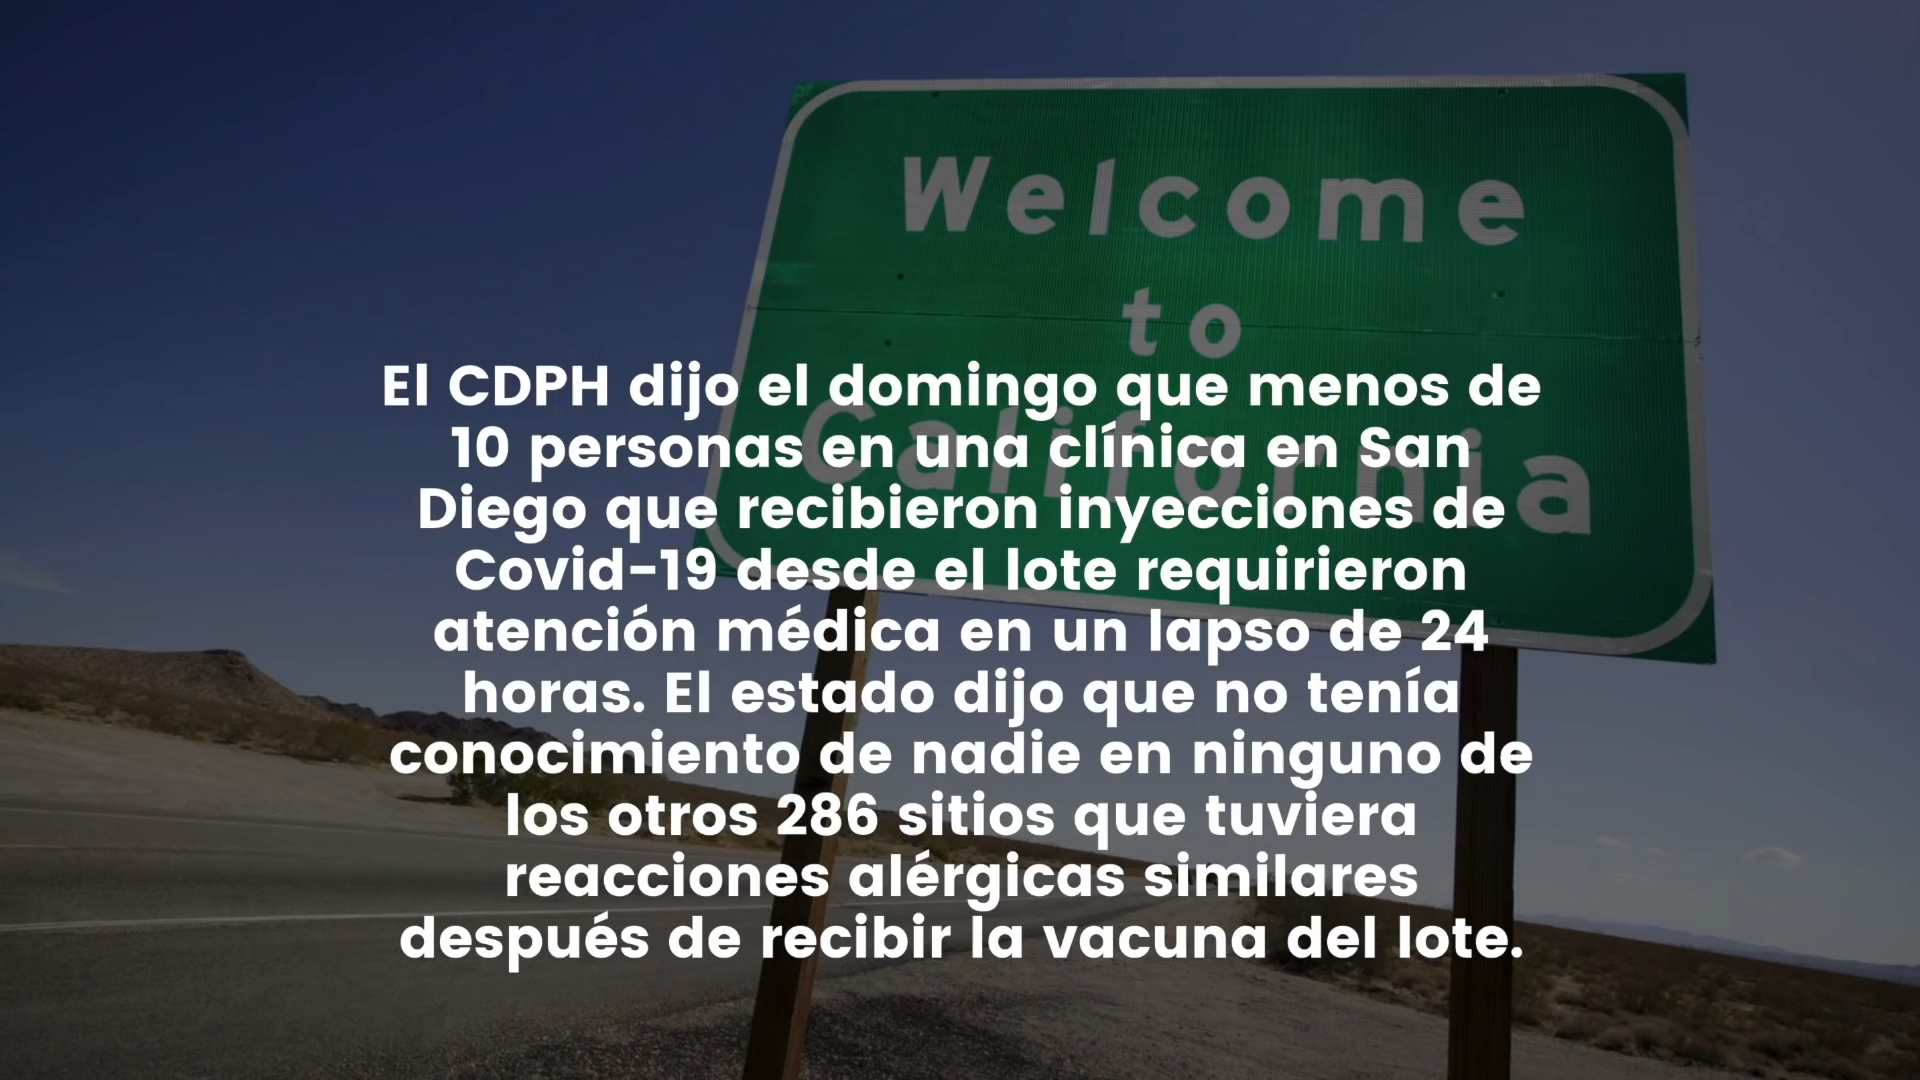 Welcome
to
California
El CDPH dijo el domingo que menos de
10 personas en una clínica en San
Diego que recibieron inyecciones de
Covid-19 desde el lote requirieron
atención médica en un lapso de 24
horas. El estado dijo que no tenía
conocimiento de nadie en ninguno de
los otros 286 sitios que tuviera
reacciones alérgicas similares
después de recibir la vacuna del lote.